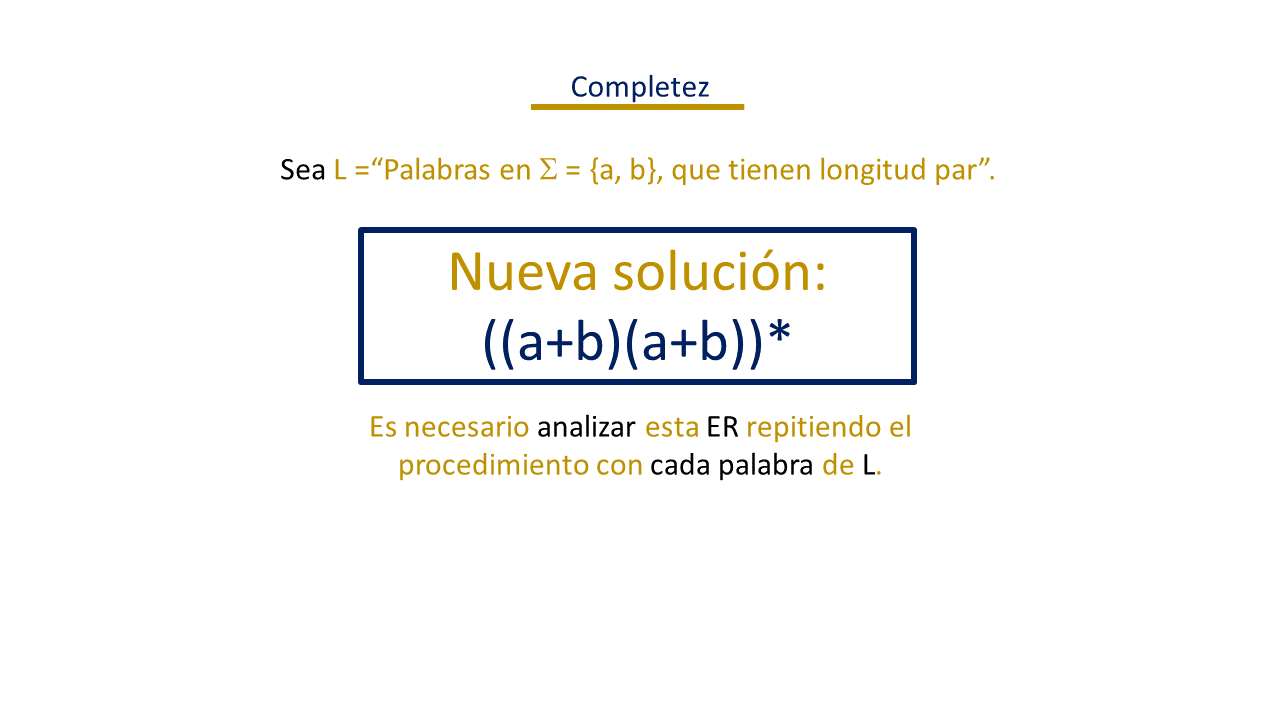 Completez
Sea L =“Palabras en Σ = {a, b}, que tienen longitud par”.
Nueva solución:
((a+b)(a+b))*
Es necesario analizar esta ER repitiendo el
procedimiento con cada palabra de L.